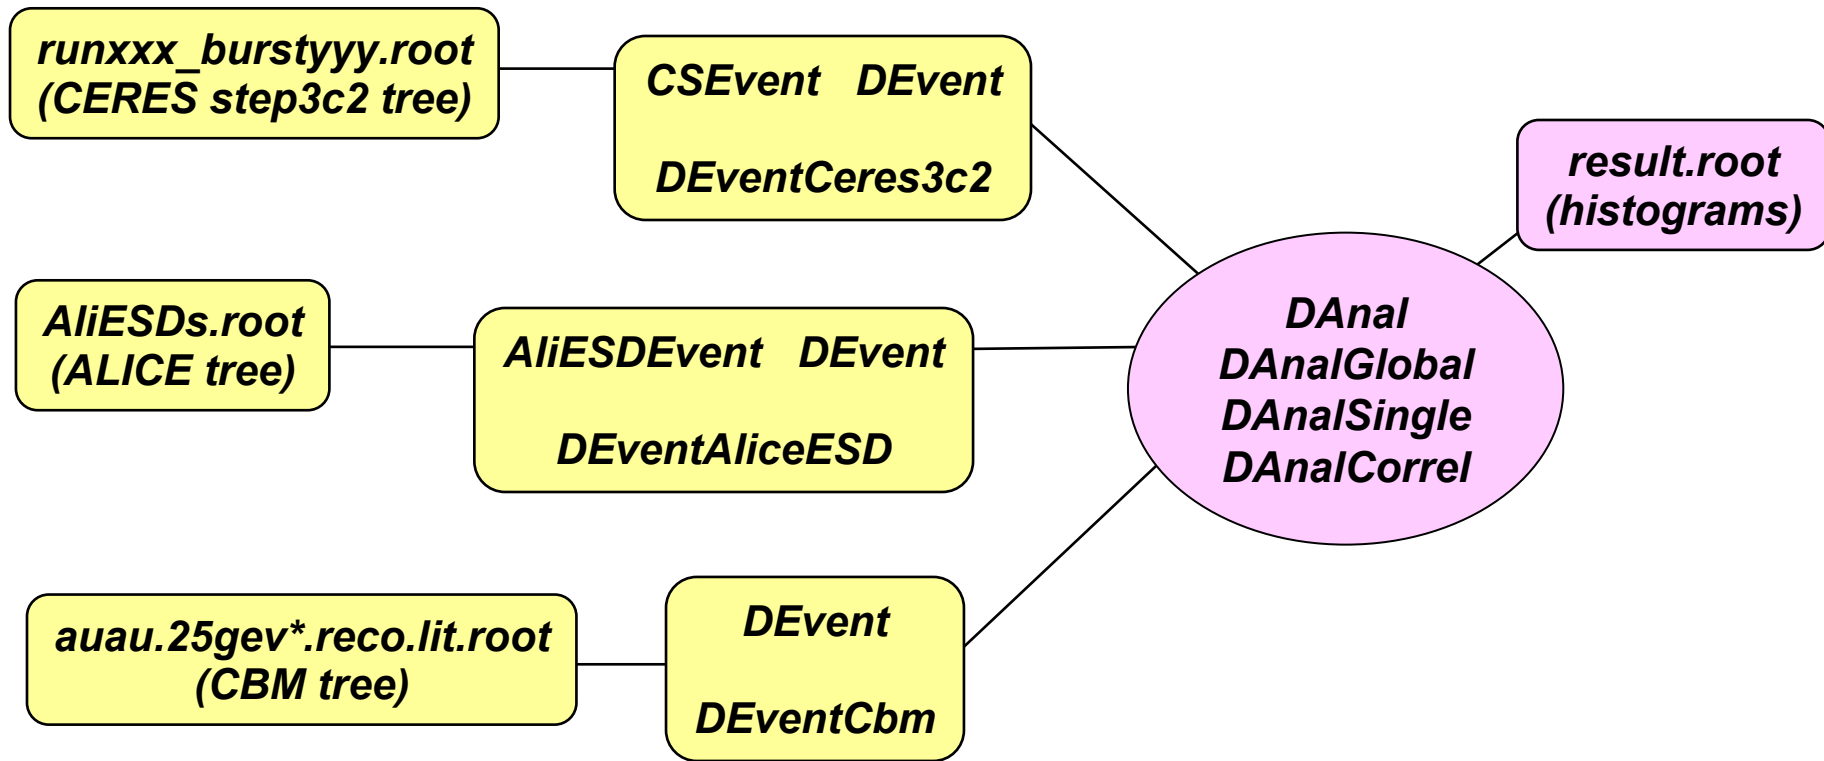 runxxx_burstyyy.root
(CERES step3c2 tree)
CSEvent DEvent
DEventCeres3c2
result.root
(histograms)
AliESDs.root
(ALICE tree)
AliESDEvent DEvent
DEventAliceESD
DAnal
DAnalGlobal
DAnalSingle
DAnalCorrel
auau.25gev*.reco.lit.root
(CBM tree)
DEvent
DEventCbm